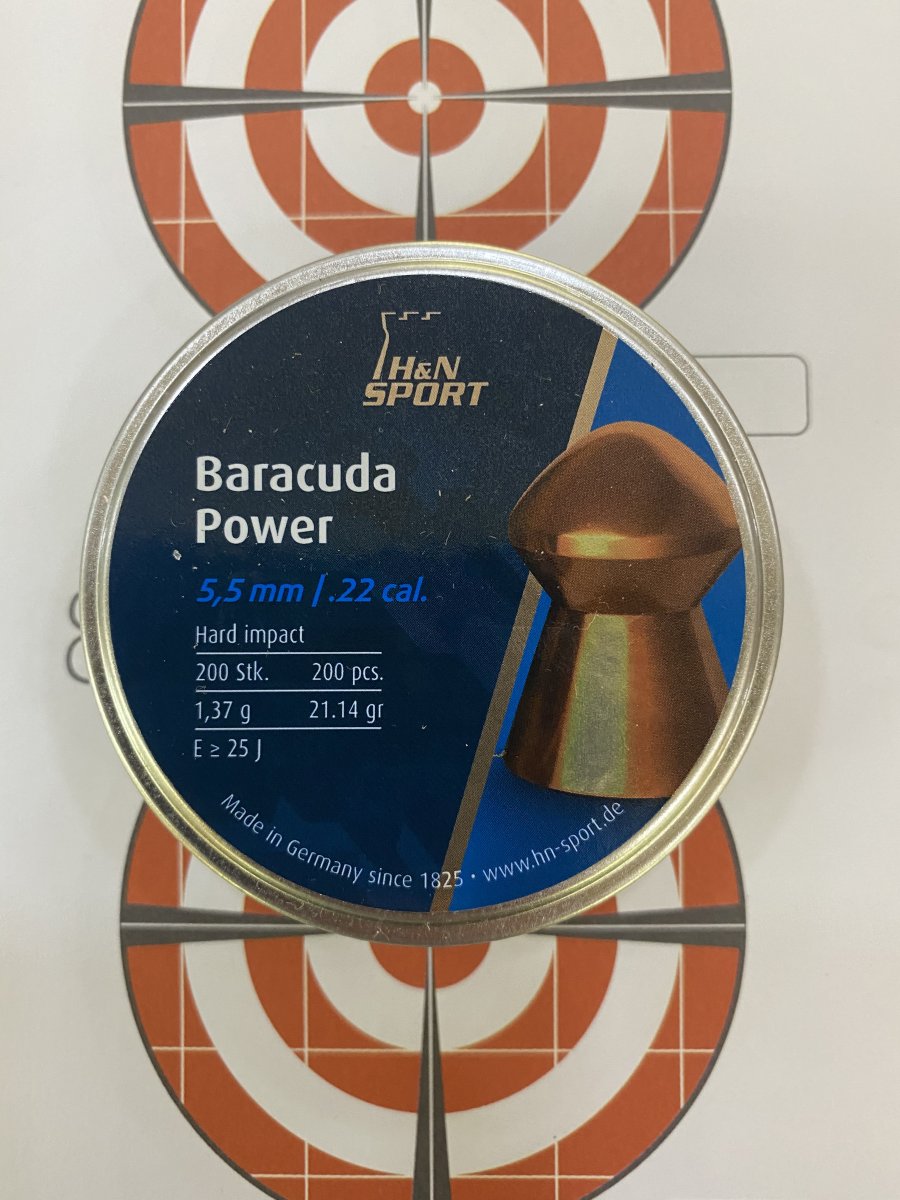 H&N
SPORT
Baracuda
Power
5,5 mm / .22 cal.
Hard impact
200 Stk. 200 pcs.
1,37 g 21.14 gr
E ≥ 25 J
Made in Germany since 1825 • www.hn-sport.de